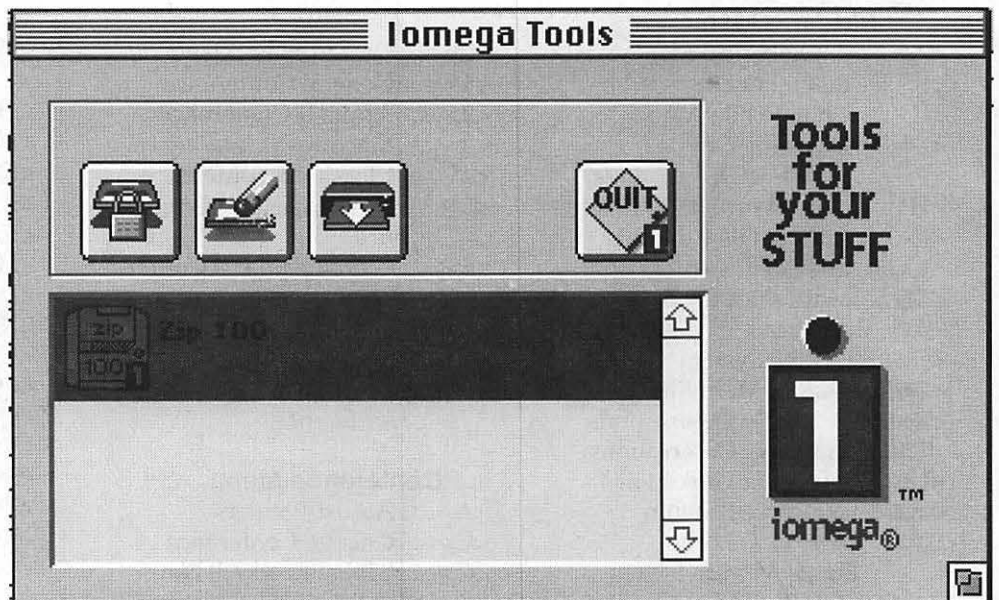 Iomega Tools
Tools
for
your
STUFF
QUIT
zip
100
Zip 100
TM
iomega®